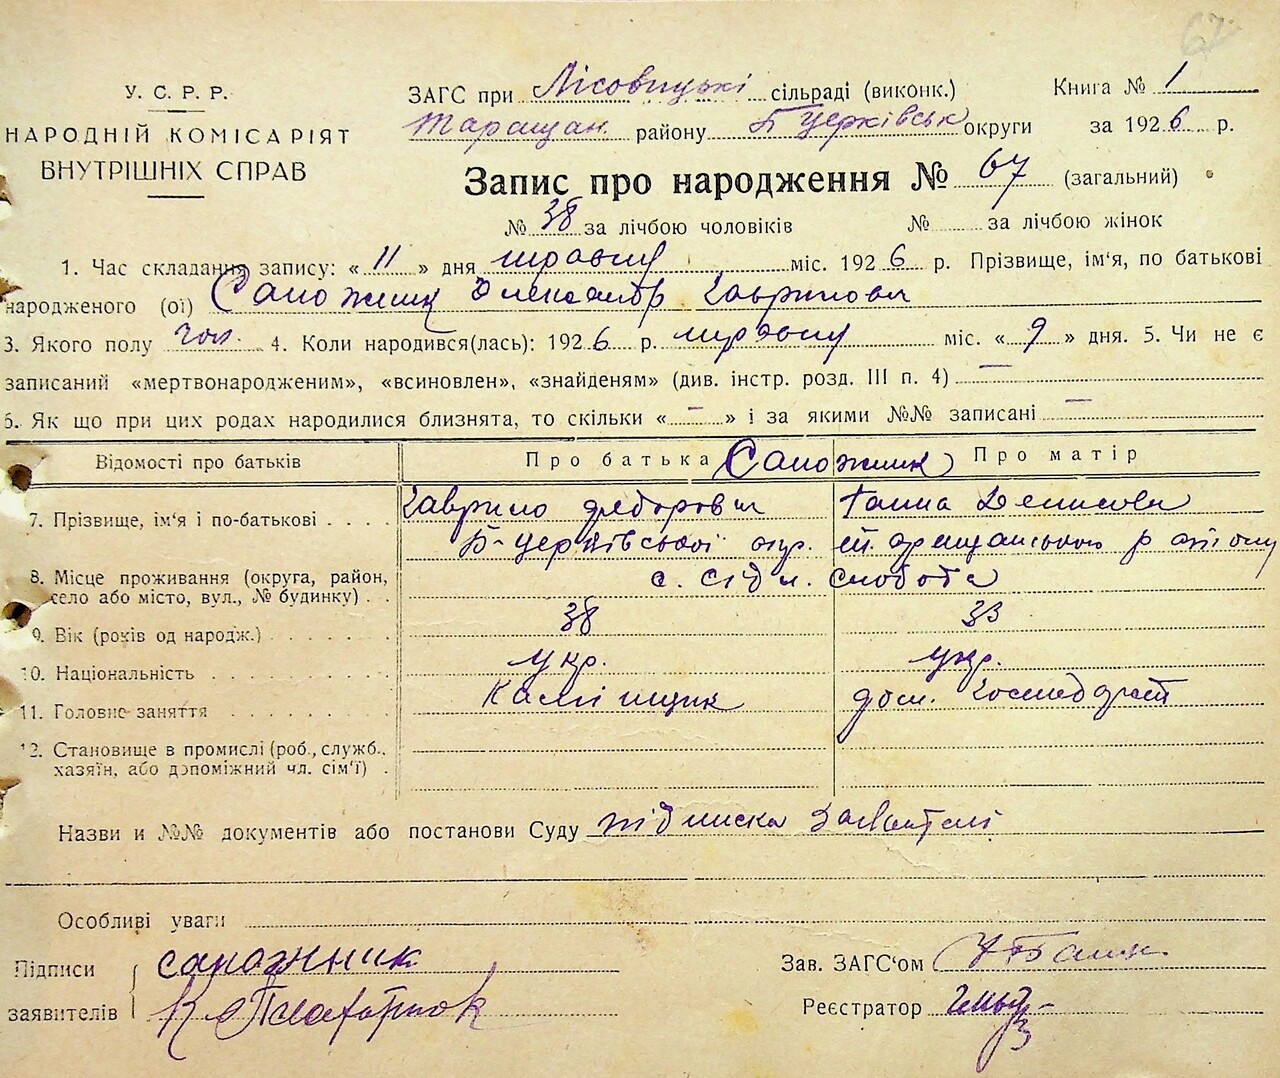 67
У. С. Р. Р.
НАРОДНІЙ КОМІСАРІЯТ
ВНУТРІШНІХ СПРАВ
ЗАГС при Лісовицькі сільраді (виконк.) Книга № 1
Таращан. району Б Церківськ округи за 1926 р.
Запис про народження № 67 (загальний)
№ 38 за лічбою чоловіків № за лічбою жінок
1. Час складання запису: « 11 » дня травня міс. 1926 р. Прізвище, ім'я, по батькові
народженого (ої) Сапожник Александр Гаврилови
3. Якого полу чол. 4. Коли народився(лась): 1926 р. травня міс. « 9 » дня. 5. Чи не є
записаний «мертвонародженим», «всиновлен», «знайденям» (див. інстр. розд. III п. 4) —
6. Як що при цих родах народилися близнята, то скільки « — » і за якими №№ записані —
Відомості про батьків Про батька Сапожник Про матір
7. Прізвище, ім'я і по-батькові Гаврило Федорови Ганна Денисовн
Б-церківської окр. Таращанського району
8. Місце проживання (округа, район,
село або місто, вул., № будинку) с. слобода
9. Вік (років од народж.) 38 33
10. Національність укр. укр.
11. Головне заняття дом. господрст
12. Становище в промислі (роб., служб.,
хазяїн, або допоміжний чл. сім'ї)
Назви и №№ документів або постанови Суду підписка заявителі
Особливі уваги
Підписи сапожник Зав. ЗАГС'ом
заявителів Реєстратор